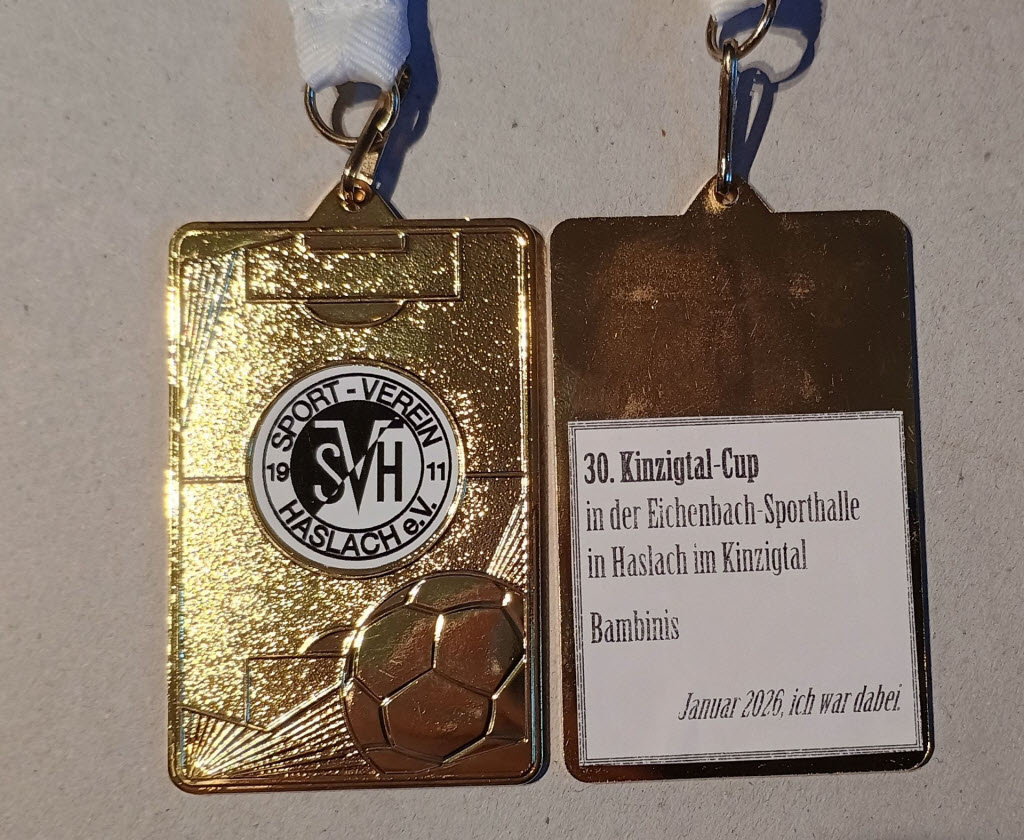 SPORT-VEREIN
19 11
SVH
HASLACH e.V.
30. Kinzigtal-Cup
in der Eichenbach-Sporthalle
in Haslach im Kinzigtal
Bambinis
Januar 2026, ich war dabei.